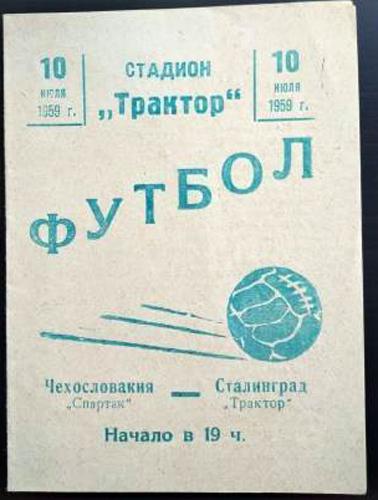 10
июля
1959 г.
СТАДИОН
„Трактор“
10
июля
1959 г.
ФУТБОЛ
Чехословакия — Сталинград
„Спартак“ „Трактор“
Начало в 19 ч.